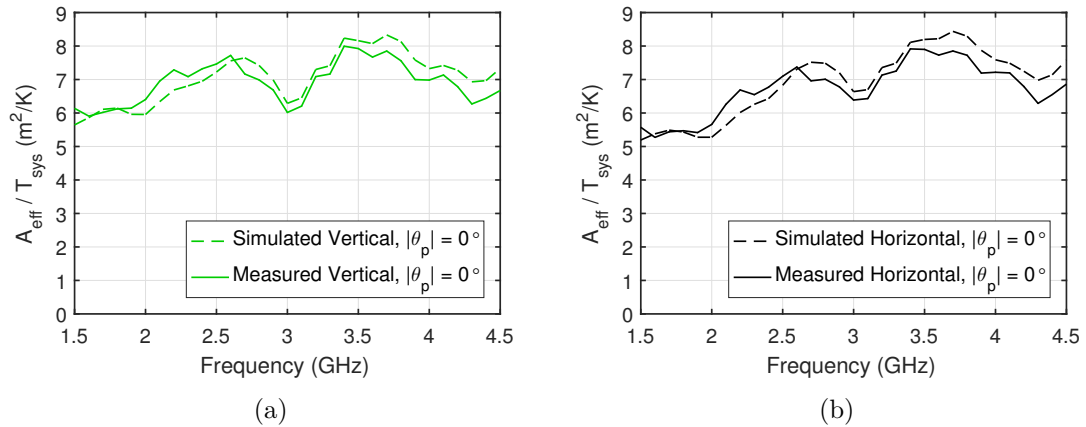 9
8
7
6
5
4
3
2
1
0
A_eff / T_sys (m²/K)
Simulated Vertical, |θ_p| = 0°
Measured Vertical, |θ_p| = 0°
1.5 2 2.5 3 3.5 4 4.5
Frequency (GHz)
(a)
9
8
7
6
5
4
3
2
1
0
A_eff / T_sys (m²/K)
Simulated Horizontal, |θ_p| = 0°
Measured Horizontal, |θ_p| = 0°
1.5 2 2.5 3 3.5 4 4.5
Frequency (GHz)
(b)